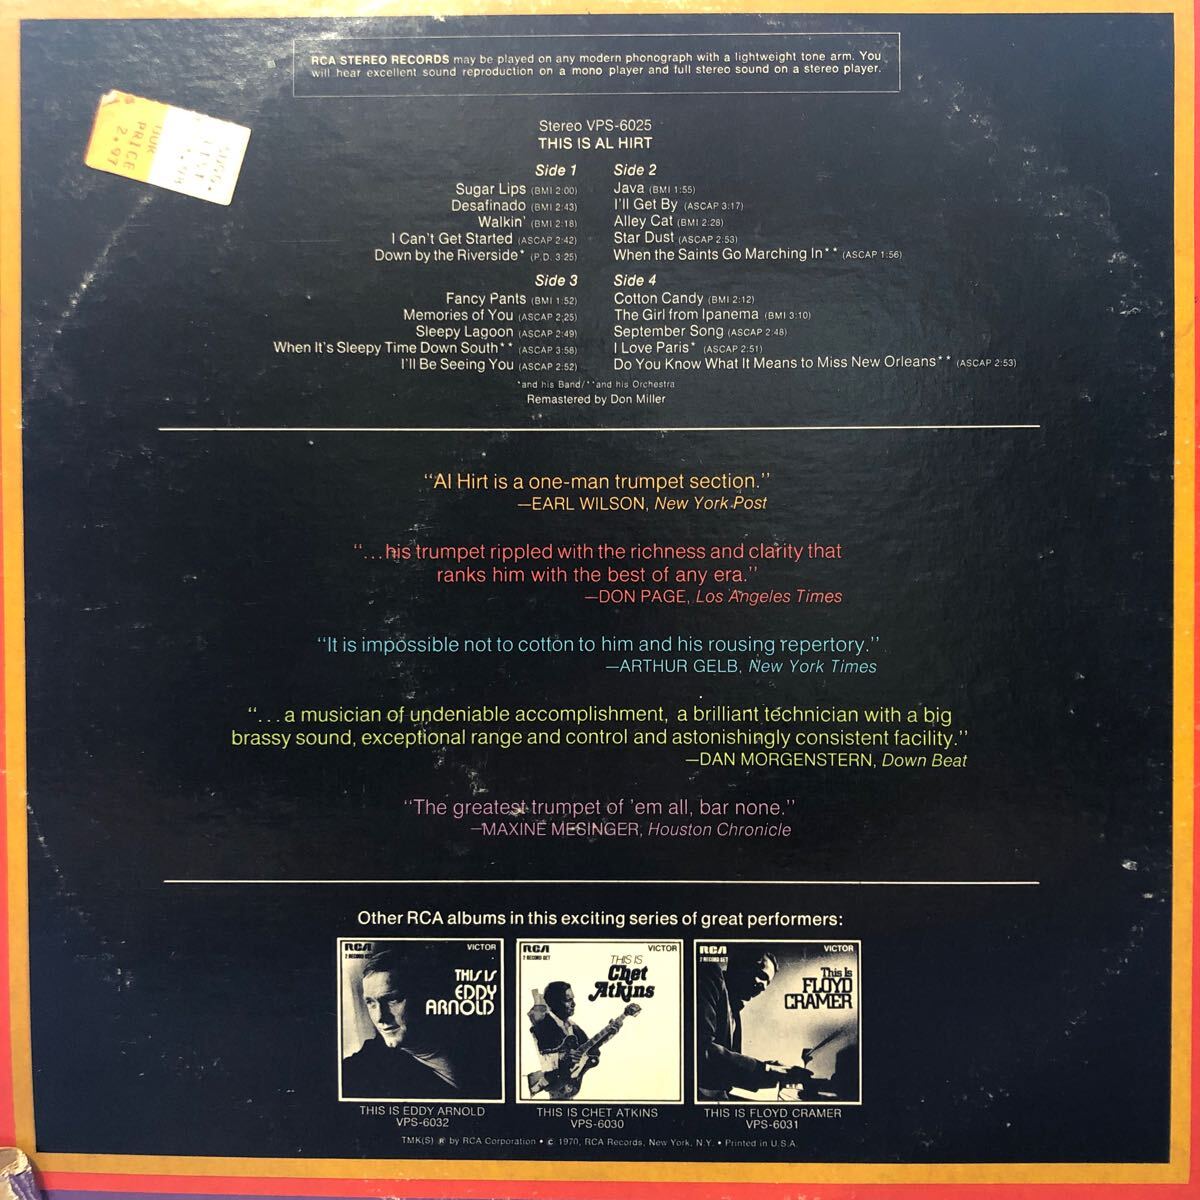 RCA STEREO RECORDS may be played on any modern phonograph with a lightweight tone arm. You
will hear excellent sound reproduction on a mono player and full stereo sound on a stereo player.
OUR
PRICE
2.97
Stereo VPS-6025
THIS IS AL HIRT
Side 1
Sugar Lips (BMI 2:00)
Desafinado (BMI 2:43)
Walkin' (BMI 2:18)
I Can't Get Started (ASCAP 2:42)
Down by the Riverside* (P.D. 3:25)
Side 2
Java (BMI 1:55)
I'll Get By (ASCAP 3:17)
Alley Cat (BMI 2:28)
Star Dust (ASCAP 2:53)
When the Saints Go Marching In** (ASCAP 1:56)
Side 3
Fancy Pants (BMI 1:52)
Memories of You (ASCAP 2;25)
Sleepy Lagoon (ASCAP 2:49)
When It's Sleepy Time Down South** (ASCAP 3:58)
I'll Be Seeing You (ASCAP 2:52)
Side 4
Cotton Candy (BMI 2:12)
The Girl from Ipanema (BMI 3:10)
September Song (ASCAP 2:48)
I Love Paris* (ASCAP 2:51)
Do You Know What It Means to Miss New Orleans** (ASCAP 2:53)
*and his Band/**and his Orchestra
Remastered by Don Miller
"Al Hirt is a one-man trumpet section."
—EARL WILSON, New York Post
"...his trumpet rippled with the richness and clarity that
ranks him with the best of any era."
—DON PAGE, Los Angeles Times
"It is impossible not to cotton to him and his rousing repertory."
—ARTHUR GELB, New York Times
"...a musician of undeniable accomplishment, a brilliant technician with a big
brassy sound, exceptional range and control and astonishingly consistent facility."
—DAN MORGENSTERN, Down Beat
"The greatest trumpet of 'em all, bar none."
—MAXINE MESINGER, Houston Chronicle
Other RCA albums in this exciting series of great performers:
RCA VICTOR
2 RECORD SET
THIS IS
EDDY
ARNOLD
RCA VICTOR
2 RECORD SET
THIS IS
Chet
Atkins
RCA VICTOR
2 RECORD SET
This Is
FLOYD
CRAMER
THIS IS EDDY ARNOLD
VPS-6032
THIS IS CHET ATKINS
VPS-6030
THIS IS FLOYD CRAMER
VPS-6031
TMK(S) ® by RCA Corporation • © 1970, RCA Records, New York, N.Y. • Printed in U.S.A.